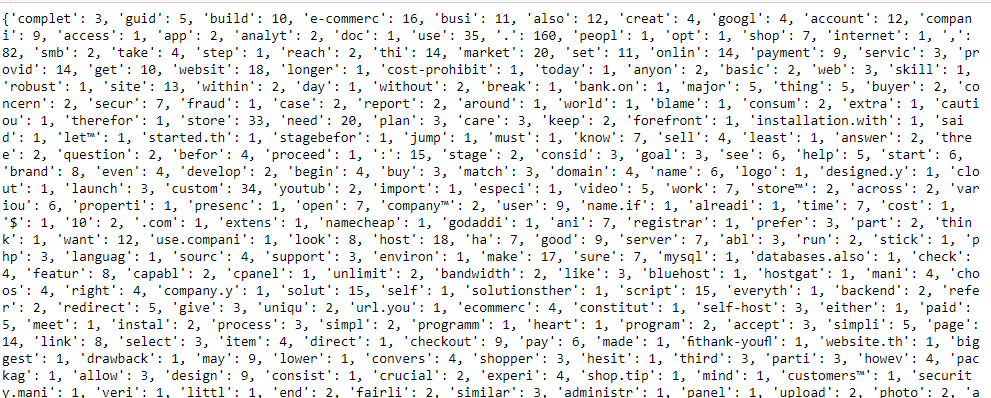 {'complet': 3, 'guid': 5, 'build': 10, 'e-commerc': 16, 'busi': 11, 'also': 12, 'creat': 4, 'googl': 4, 'account': 12, 'compan
i': 9, 'access': 1, 'app': 2, 'analyt': 2, 'doc': 1, 'use': 35, '.': 160, 'peopl': 1, 'opt': 1, 'shop': 7, 'internet': 1, ',':
82, 'smb': 2, 'take': 4, 'step': 1, 'reach': 2, 'thi': 14, 'market': 20, 'set': 11, 'onlin': 14, 'payment': 9, 'servic': 3, 'pr
ovid': 14, 'get': 10, 'websit': 18, 'longer': 1, 'cost-prohibit': 1, 'today': 1, 'anyon': 2, 'basic': 2, 'web': 3, 'skill': 1,
'robust': 1, 'site': 13, 'within': 2, 'day': 1, 'without': 2, 'break': 1, 'bank.on': 1, 'major': 5, 'thing': 5, 'buyer': 2, 'co
ncern': 2, 'secur': 7, 'fraud': 1, 'case': 2, 'report': 2, 'around': 1, 'world': 1, 'blame': 1, 'consum': 2, 'extra': 1, 'cauti
ou': 1, 'therefor': 1, 'store': 33, 'need': 20, 'plan': 3, 'care': 3, 'keep': 2, 'forefront': 1, 'installation.with': 1, 'sai
d': 1, 'let™': 1, 'started.th': 1, 'stagebefor': 1, 'jump': 1, 'must': 1, 'know': 7, 'sell': 4, 'least': 1, 'answer': 2, 'thre
e': 2, 'question': 2, 'befor': 4, 'proceed': 1, ':': 15, 'stage': 2, 'consid': 3, 'goal': 3, 'see': 6, 'help': 5, 'start': 6,
'brand': 8, 'even': 4, 'develop': 2, 'begin': 4, 'buy': 3, 'match': 3, 'domain': 4, 'name': 6, 'logo': 1, 'designed.y': 1, 'clo
ut': 1, 'launch': 3, 'custom': 34, 'youtub': 2, 'import': 1, 'especi': 1, 'video': 5, 'work': 7, 'store™': 2, 'across': 2, 'var
iou': 6, 'properti': 1, 'presenc': 1, 'open': 7, 'company™': 2, 'user': 9, 'name.if': 1, 'alreadi': 1, 'time': 7, 'cost': 1,
'$': 1, '10': 2, '.com': 1, 'extens': 1, 'namecheap': 1, 'godaddi': 1, 'ani': 7, 'registrar': 1, 'prefer': 3, 'part': 2, 'thin
k': 1, 'want': 12, 'use.compani': 1, 'look': 8, 'host': 18, 'ha': 7, 'good': 9, 'server': 7, 'abl': 3, 'run': 2, 'stick': 1, 'p
hp': 3, 'languag': 1, 'sourc': 4, 'support': 3, 'environ': 1, 'make': 17, 'sure': 7, 'mysql': 1, 'databases.also': 1, 'check':
4, 'featur': 8, 'capabl': 2, 'cpanel': 1, 'unlimit': 2, 'bandwidth': 2, 'like': 3, 'bluehost': 1, 'hostgat': 1, 'mani': 4, 'cho
os': 4, 'right': 4, 'company.y': 1, 'solut': 15, 'self': 1, 'solutionsther': 1, 'script': 15, 'everyth': 1, 'backend': 2, 'refe
r': 2, 'redirect': 5, 'give': 3, 'uniqu': 2, 'url.you': 1, 'ecommerc': 4, 'constitut': 1, 'self-host': 3, 'either': 1, 'paid':
5, 'meet': 1, 'instal': 2, 'process': 3, 'simpl': 2, 'programm': 1, 'heart': 1, 'program': 2, 'accept': 3, 'simpli': 5, 'page':
14, 'link': 8, 'select': 3, 'item': 4, 'direct': 1, 'checkout': 9, 'pay': 6, 'made': 1, 'fithank-youfl': 1, 'website.th': 1, 'big
gest': 1, 'drawback': 1, 'may': 9, 'lower': 1, 'convers': 4, 'shopper': 3, 'hesit': 1, 'third': 3, 'parti': 3, 'howev': 4, 'pac
kag': 1, 'allow': 3, 'design': 9, 'consist': 1, 'crucial': 2, 'experi': 4, 'shop.tip': 1, 'mind': 1, 'customers™': 1, 'securit
y.mani': 1, 'veri': 1, 'littl': 1, 'end': 2, 'fairli': 2, 'similar': 3, 'administr': 1, 'panel': 1, 'upload': 2, 'photo': 2, 'a